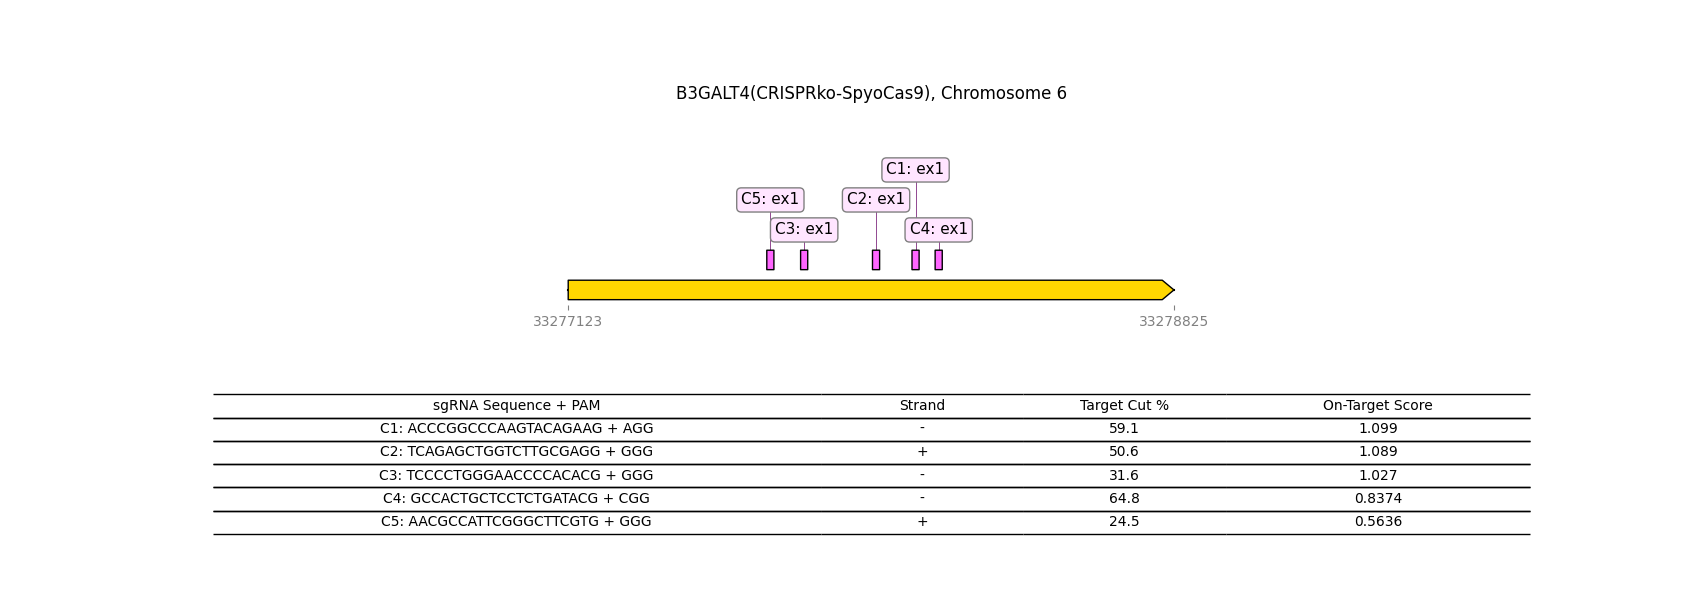 B3GALT4(CRISPRko-SpyoCas9), Chromosome 6
C1: ex1
C5: ex1
C2: ex1
C3: ex1
C4: ex1
33277123
33278825
sgRNA Sequence + PAM Strand Target Cut % On-Target Score
C1: ACCCGGCCCAAGTACAGAAG + AGG - 59.1 1.099
C2: TCAGAGCTGGTCTTGCGAGG + GGG + 50.6 1.089
C3: TCCCCTGGGAACCCCACACG + GGG - 31.6 1.027
C4: GCCACTGCTCCTCTGATACG + CGG - 64.8 0.8374
C5: AACGCCATTCGGGCTTCGTG + GGG + 24.5 0.5636